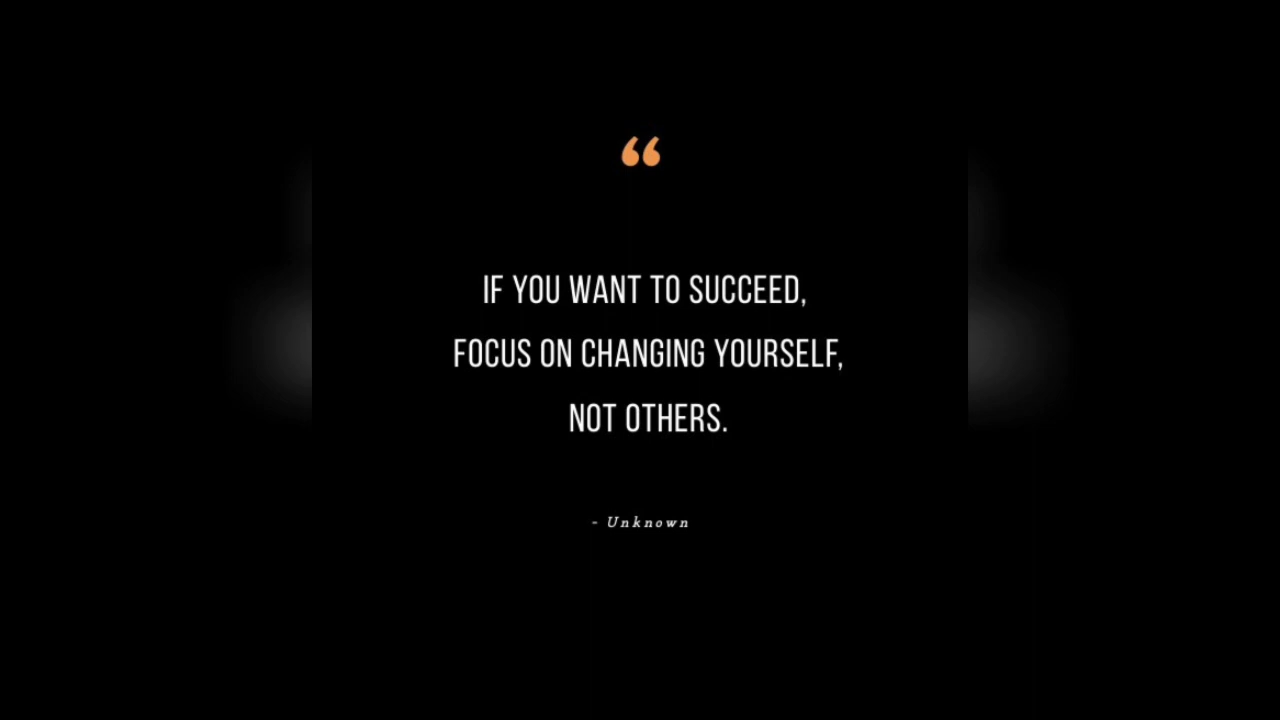 “
IF YOU WANT TO SUCCEED,
FOCUS ON CHANGING YOURSELF,
NOT OTHERS.
- Unknown